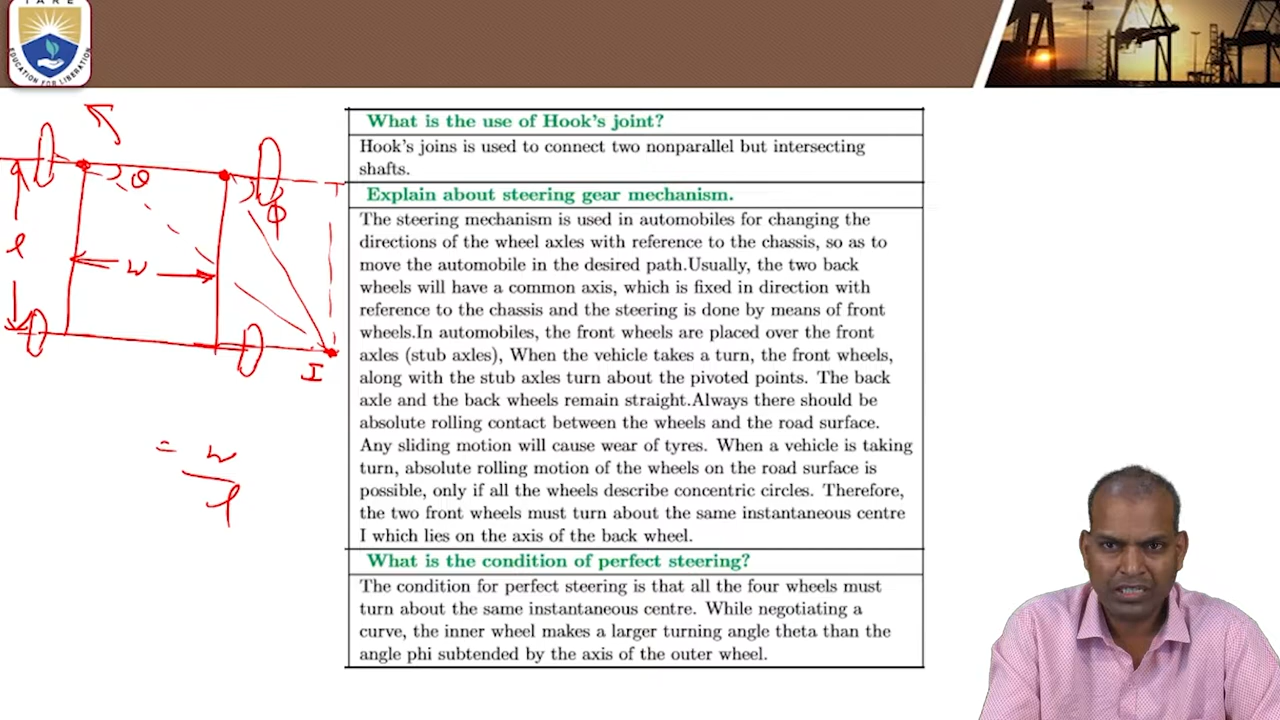 TARE
EDUCATION FOR LIBERATION
What is the use of Hook's joint?
Hook's joins is used to connect two nonparallel but intersecting
shafts.
Explain about steering gear mechanism.
The steering mechanism is used in automobiles for changing the
directions of the wheel axles with reference to the chassis, so as to
move the automobile in the desired path.Usually, the two back
wheels will have a common axis, which is fixed in direction with
reference to the chassis and the steering is done by means of front
wheels.In automobiles, the front wheels are placed over the front
axles (stub axles), When the vehicle takes a turn, the front wheels,
along with the stub axles turn about the pivoted points. The back
axle and the back wheels remain straight.Always there should be
absolute rolling contact between the wheels and the road surface.
Any sliding motion will cause wear of tyres. When a vehicle is taking
turn, absolute rolling motion of the wheels on the road surface is
possible, only if all the wheels describe concentric circles. Therefore,
the two front wheels must turn about the same instantaneous centre
I which lies on the axis of the back wheel.
What is the condition of perfect steering?
The condition for perfect steering is that all the four wheels must
turn about the same instantaneous centre. While negotiating a
curve, the inner wheel makes a larger turning angle theta than the
angle phi subtended by the axis of the outer wheel.
θ
φ
l
w
I
= w
l